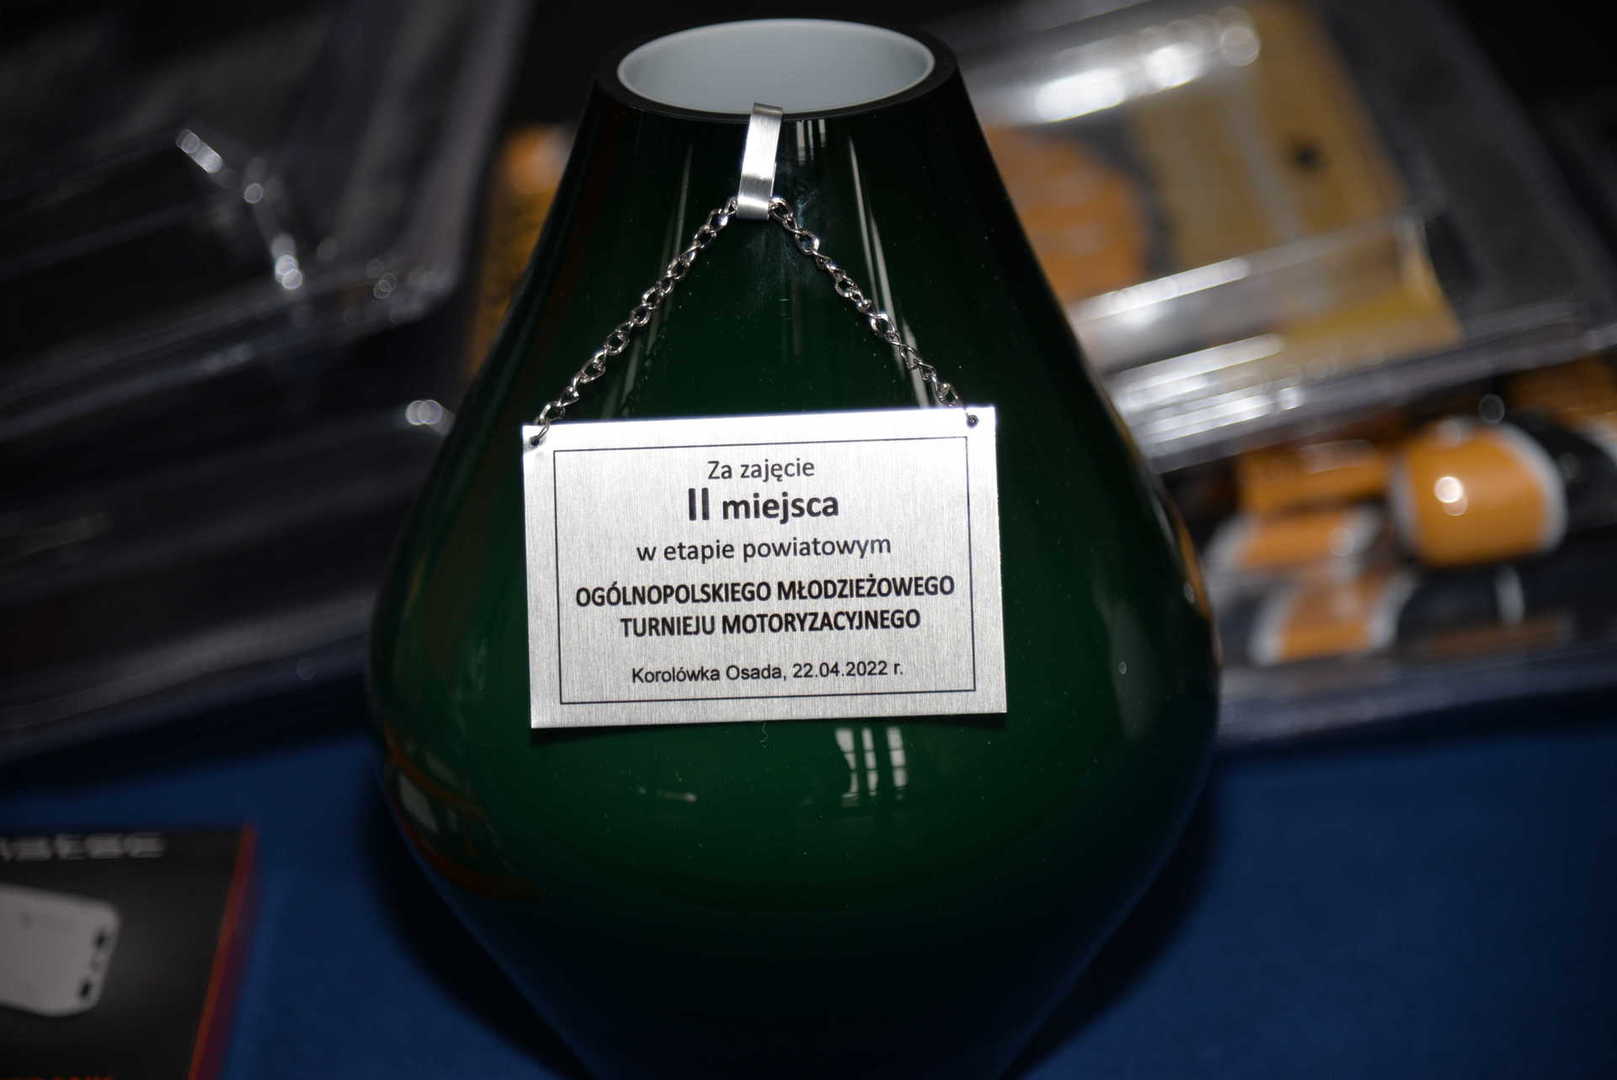 Za zajęcie
II miejsca
w etapie powiatowym
OGÓLNOPOLSKIEGO MŁODZIEŻOWEGO
TURNIEJU MOTORYZACYJNEGO
Korolówka Osada, 22.04.2022 r.